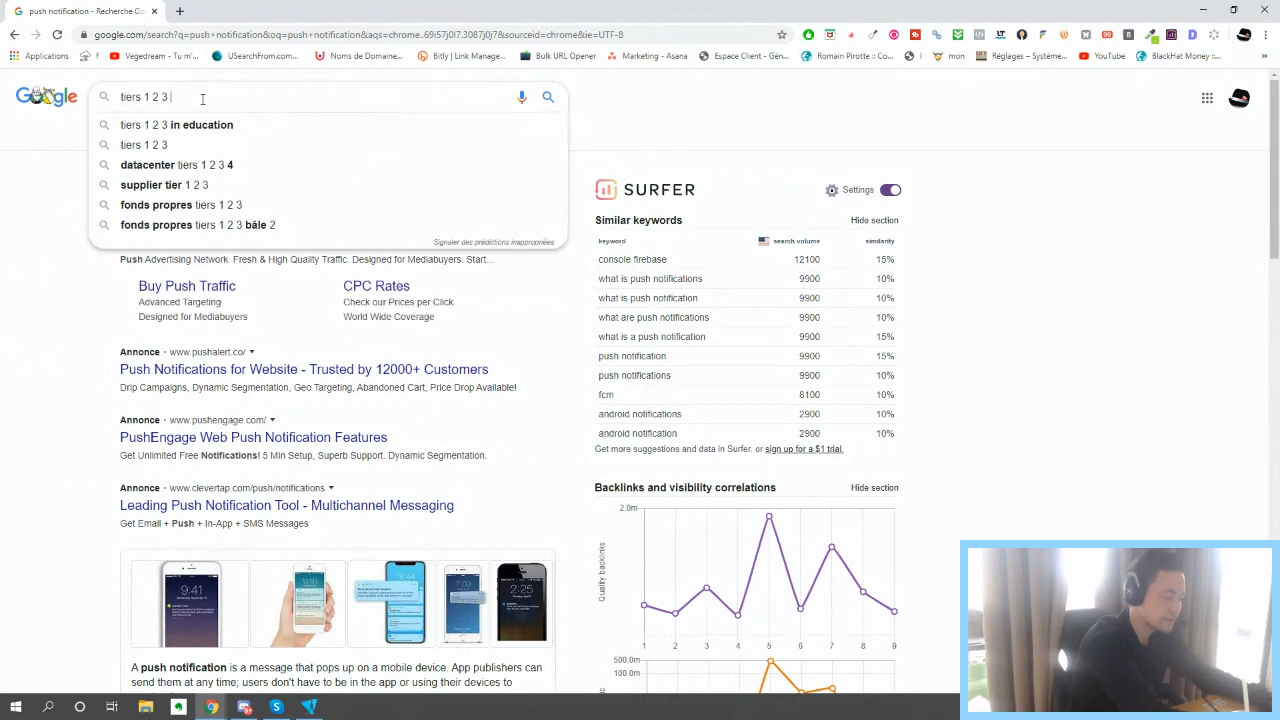 push notification - Recherche Go
google.com/search?q=push+notification&oq=push+notification&aqs=chrome..69i57j0l7.3087j0j7&sourceid=chrome&ie=UTF-8
Applications
Vegedream - Tu m'...
USearchFrom.com...
Noms de Domaine...
Bidly |Link Manage...
Bulk URL Opener
Marketing - Asana
Espace Client - Gén...
Romain Pirotte – Co...
mon
Réglages – Système...
YouTube
BlackHat Money ::...
Google
tiers 1 2 3
tiers 1 2 3 in education
tiers 1 2 3
datacenter tiers 1 2 3 4
supplier tier 1 2 3
fonds propres tiers 1 2 3
fonds propres tiers 1 2 3 bâle 2
Signaler des prédictions inappropriées
Push Advertising Network. Fresh & High Quality Traffic. Designed for Mediabuyers. Start...
Buy Push Traffic
Advanced Targeting
Designed for Mediabuyers
CPC Rates
Check our Prices per Click
World Wide Coverage
Annonce · www.pushalert.co/
Push Notifications for Website - Trusted by 12000+ Customers
Drip Campaigns, Dynamic Segmentation, Geo Targeting, Abandoned Cart, Price Drop Available!
Annonce · www.pushengage.com/
PushEngage Web Push Notification Features
Get Unlimited Free Notifications! 5 Min Setup, Superb Support. Dynamic Segmentation.
Annonce · www.clevertap.com/push/notifications
Leading Push Notification Tool - Multichannel Messaging
Get Email + Push + In-App + SMS Messages
9:41
13:50
18:44
7:09
2:25
A push notification is a message that pops up on a mobile device. App publishers can
send them at any time; users don't have to be in the app or using their devices to
SURFER
Settings
Similar keywords
Hide section
keyword search volume similarity
console firebase 12100 15%
what is push notifications 9900 10%
what is push notification 9900 10%
what are push notifications 9900 10%
what is a push notification 9900 15%
push notification 9900 15%
push notifications 9900 10%
fcm 8100 10%
android notifications 2900 10%
android notification 2900 10%
Get more suggestions and data in Surfer. or sign up for a $1 trial.
Backlinks and visibility correlations
Hide section
2.0m
Quality backlinks
1 2 3 4 5 6 7 8 9
500.0m
100.0m